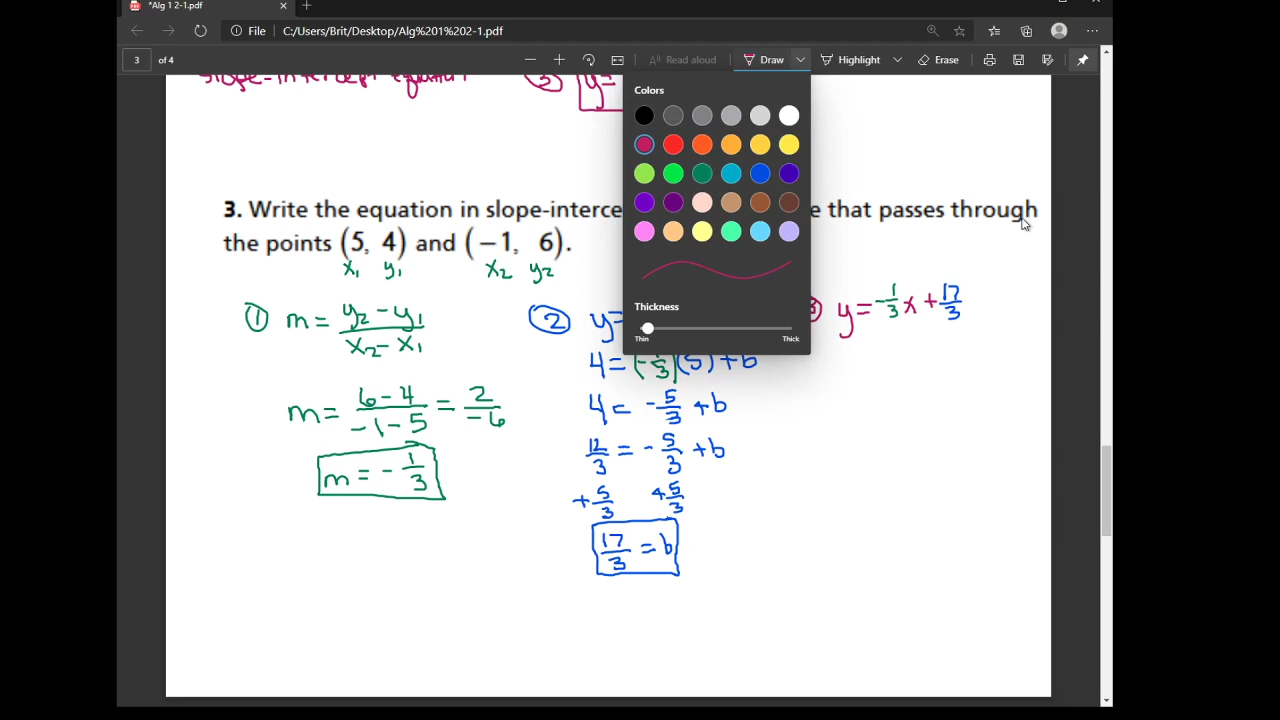 *Alg 1 2-1.pdf
File C:/Users/Brit/Desktop/Alg%201%202-1.pdf
3 of 4 Read aloud Draw Highlight Erase
slope-intercept equation ③ y=
Colors
Thickness
Thin Thick
3. Write the equation in slope-interce e that passes through
the points (5, 4) and (−1, 6).
x₁ y₁ x₂ y₂
① m = (y₂ − y₁)/(x₂ − x₁)
m = (6 − 4)/(−1 − 5) = 2/−6
m = −1/3
② y=
4 = (−1/3)(5) + b
4 = −5/3 + b
12/3 = −5/3 + b
+5/3 +5/3
17/3 = b
y = −1/3 x + 17/3